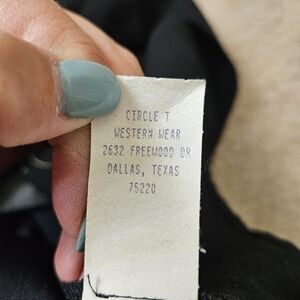 CIRCLE T
WESTERN WEAR
2632 FREEWOOD DR
DALLAS, TEXAS
75220